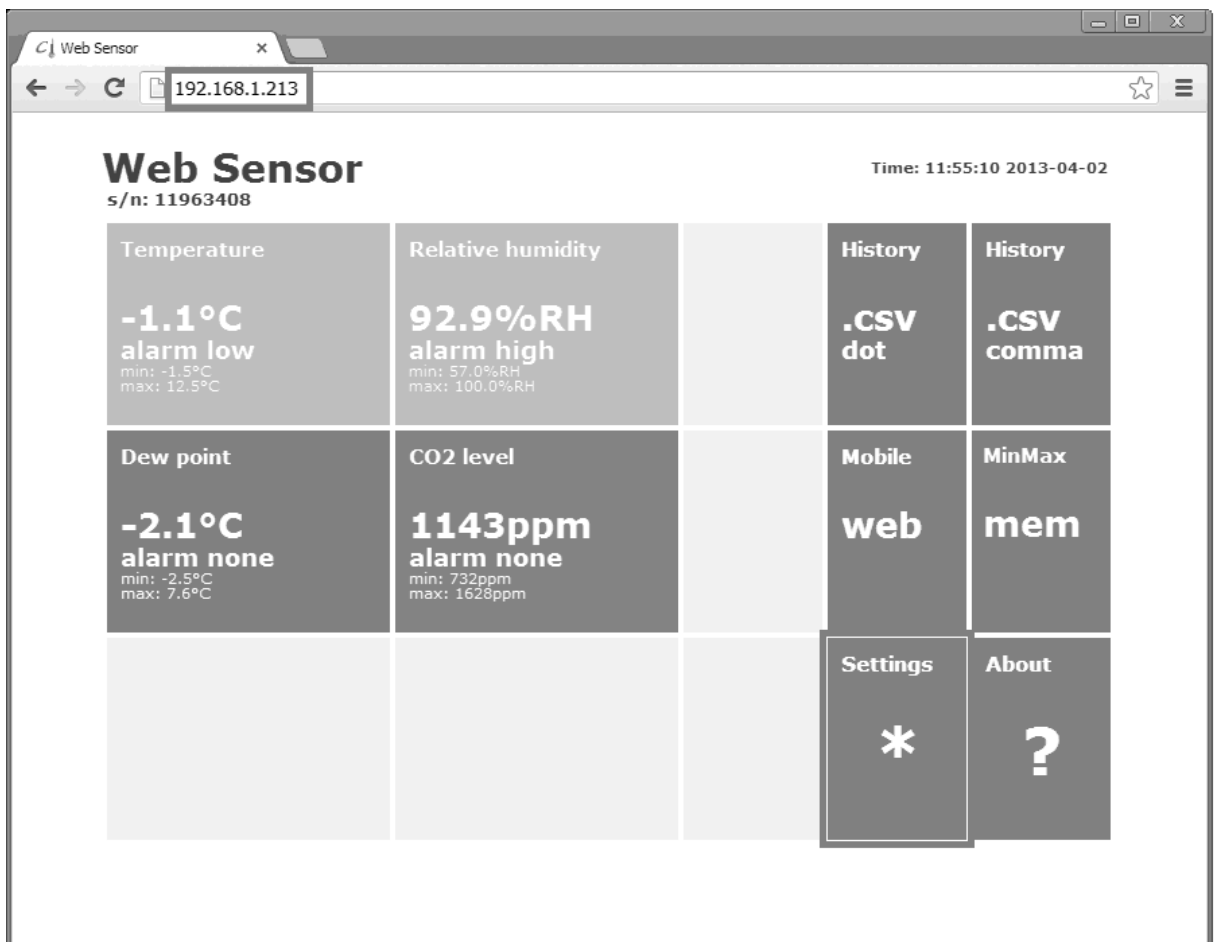 Web Sensor
192.168.1.213
Web Sensor
s/n: 11963408
Time: 11:55:10 2013-04-02
Temperature
-1.1°C
alarm low
min: -1.5°C
max: 12.5°C
Relative humidity
92.9%RH
alarm high
min: 57.0%RH
max: 100.0%RH
History
.csv
dot
History
.csv
comma
Dew point
-2.1°C
alarm none
min: -2.5°C
max: 7.6°C
CO2 level
1143ppm
alarm none
min: 732ppm
max: 1628ppm
Mobile
web
MinMax
mem
Settings
*
About
?